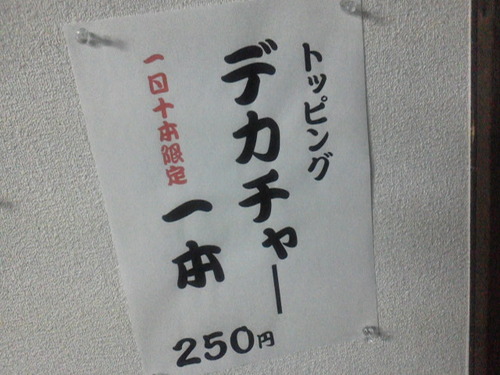 トッピング
デカチャー
一本
一日十本限定
250円